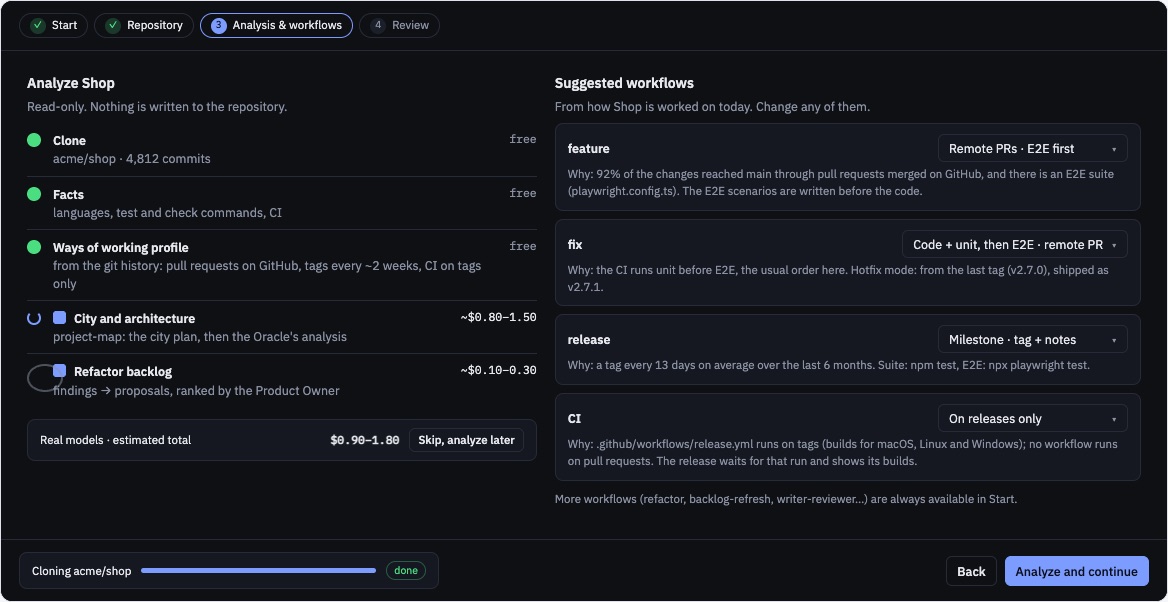 Start
Repository
3 Analysis & workflows
4 Review
Analyze Shop
Read-only. Nothing is written to the repository.
Clone free
acme/shop · 4,812 commits
Facts free
languages, test and check commands, CI
Ways of working profile free
from the git history: pull requests on GitHub, tags every ~2 weeks, CI on tags
only
City and architecture ~$0.80–1.50
project-map: the city plan, then the Oracle's analysis
Refactor backlog ~$0.10–0.30
findings → proposals, ranked by the Product Owner
Real models · estimated total $0.90–1.80 Skip, analyze later
Suggested workflows
From how Shop is worked on today. Change any of them.
feature Remote PRs · E2E first
Why: 92% of the changes reached main through pull requests merged on GitHub, and there is an E2E suite
(playwright.config.ts). The E2E scenarios are written before the code.
fix Code + unit, then E2E · remote PR
Why: the CI runs unit before E2E, the usual order here. Hotfix mode: from the last tag (v2.7.0), shipped as
v2.7.1.
release Milestone · tag + notes
Why: a tag every 13 days on average over the last 6 months. Suite: npm test, E2E: npx playwright test.
CI On releases only
Why: .github/workflows/release.yml runs on tags (builds for macOS, Linux and Windows); no workflow runs
on pull requests. The release waits for that run and shows its builds.
More workflows (refactor, backlog-refresh, writer-reviewer…) are always available in Start.
Cloning acme/shop done
Back
Analyze and continue